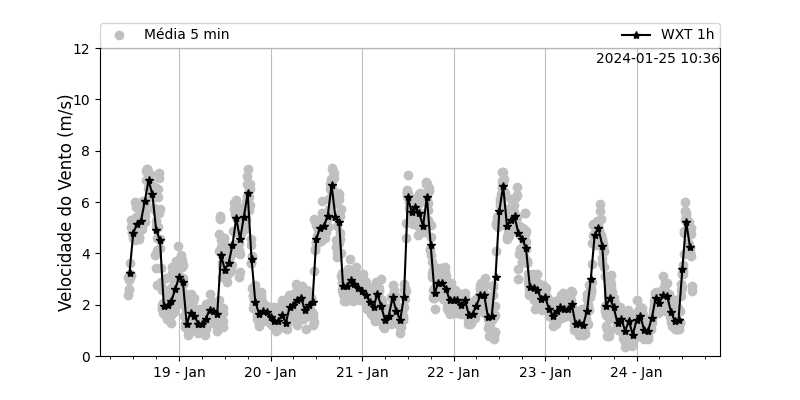 Média 5 min
WXT 1h
2024-01-25 10:36
Velocidade do Vento (m/s)
12
10
8
6
4
2
0
19 - Jan
20 - Jan
21 - Jan
22 - Jan
23 - Jan
24 - Jan